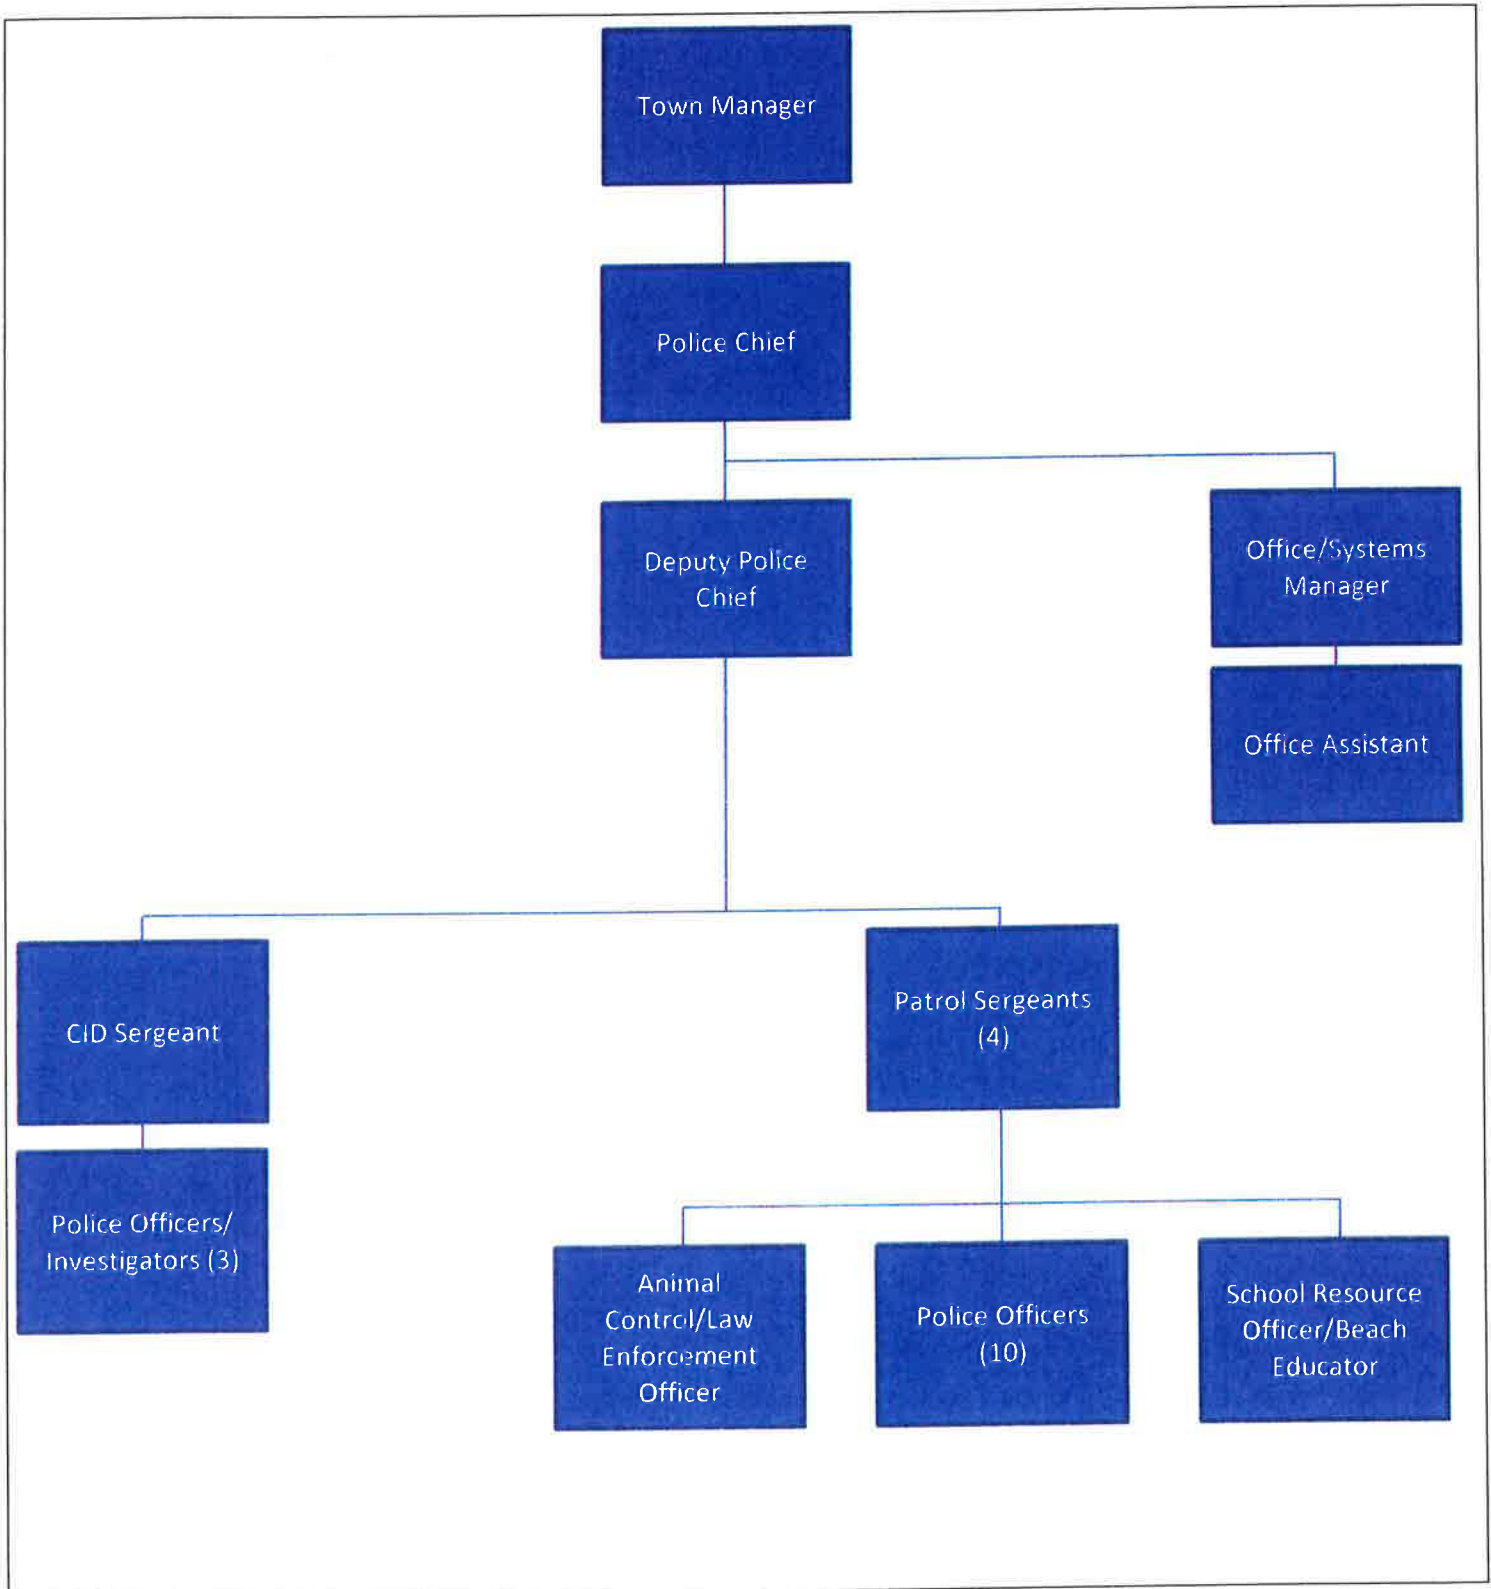 Town Manager
Police Chief
Deputy Police
Chief
Office/Systems
Manager
Office Assistant
CID Sergeant
Patrol Sergeants
(4)
Police Officers/
Investigators (3)
Animal
Control/Law
Enforcement
Officer
Police Officers
(10)
School Resource
Officer/Beach
Educator